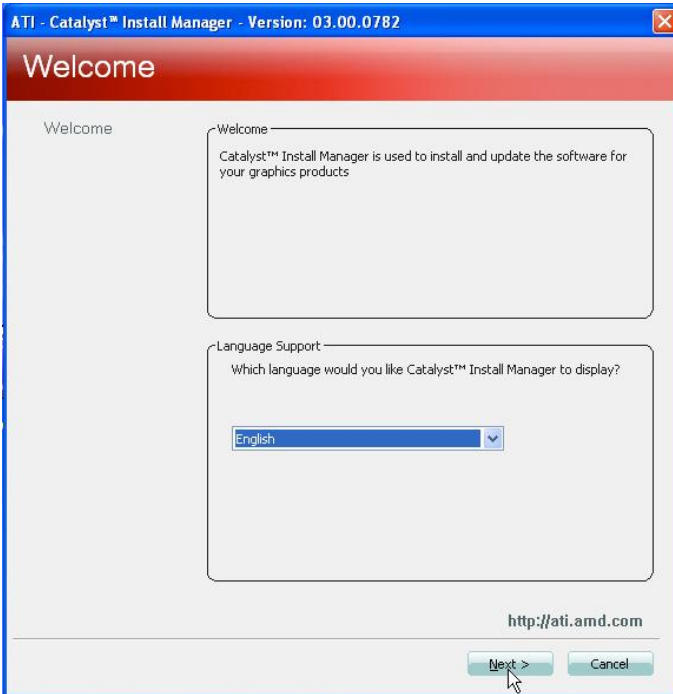 ATI - Catalyst™ Install Manager - Version: 03.00.0782
Welcome
Welcome
Welcome
Catalyst™ Install Manager is used to install and update the software for
your graphics products
Language Support
Which language would you like Catalyst™ Install Manager to display?
English
http://ati.amd.com
Next >
Cancel